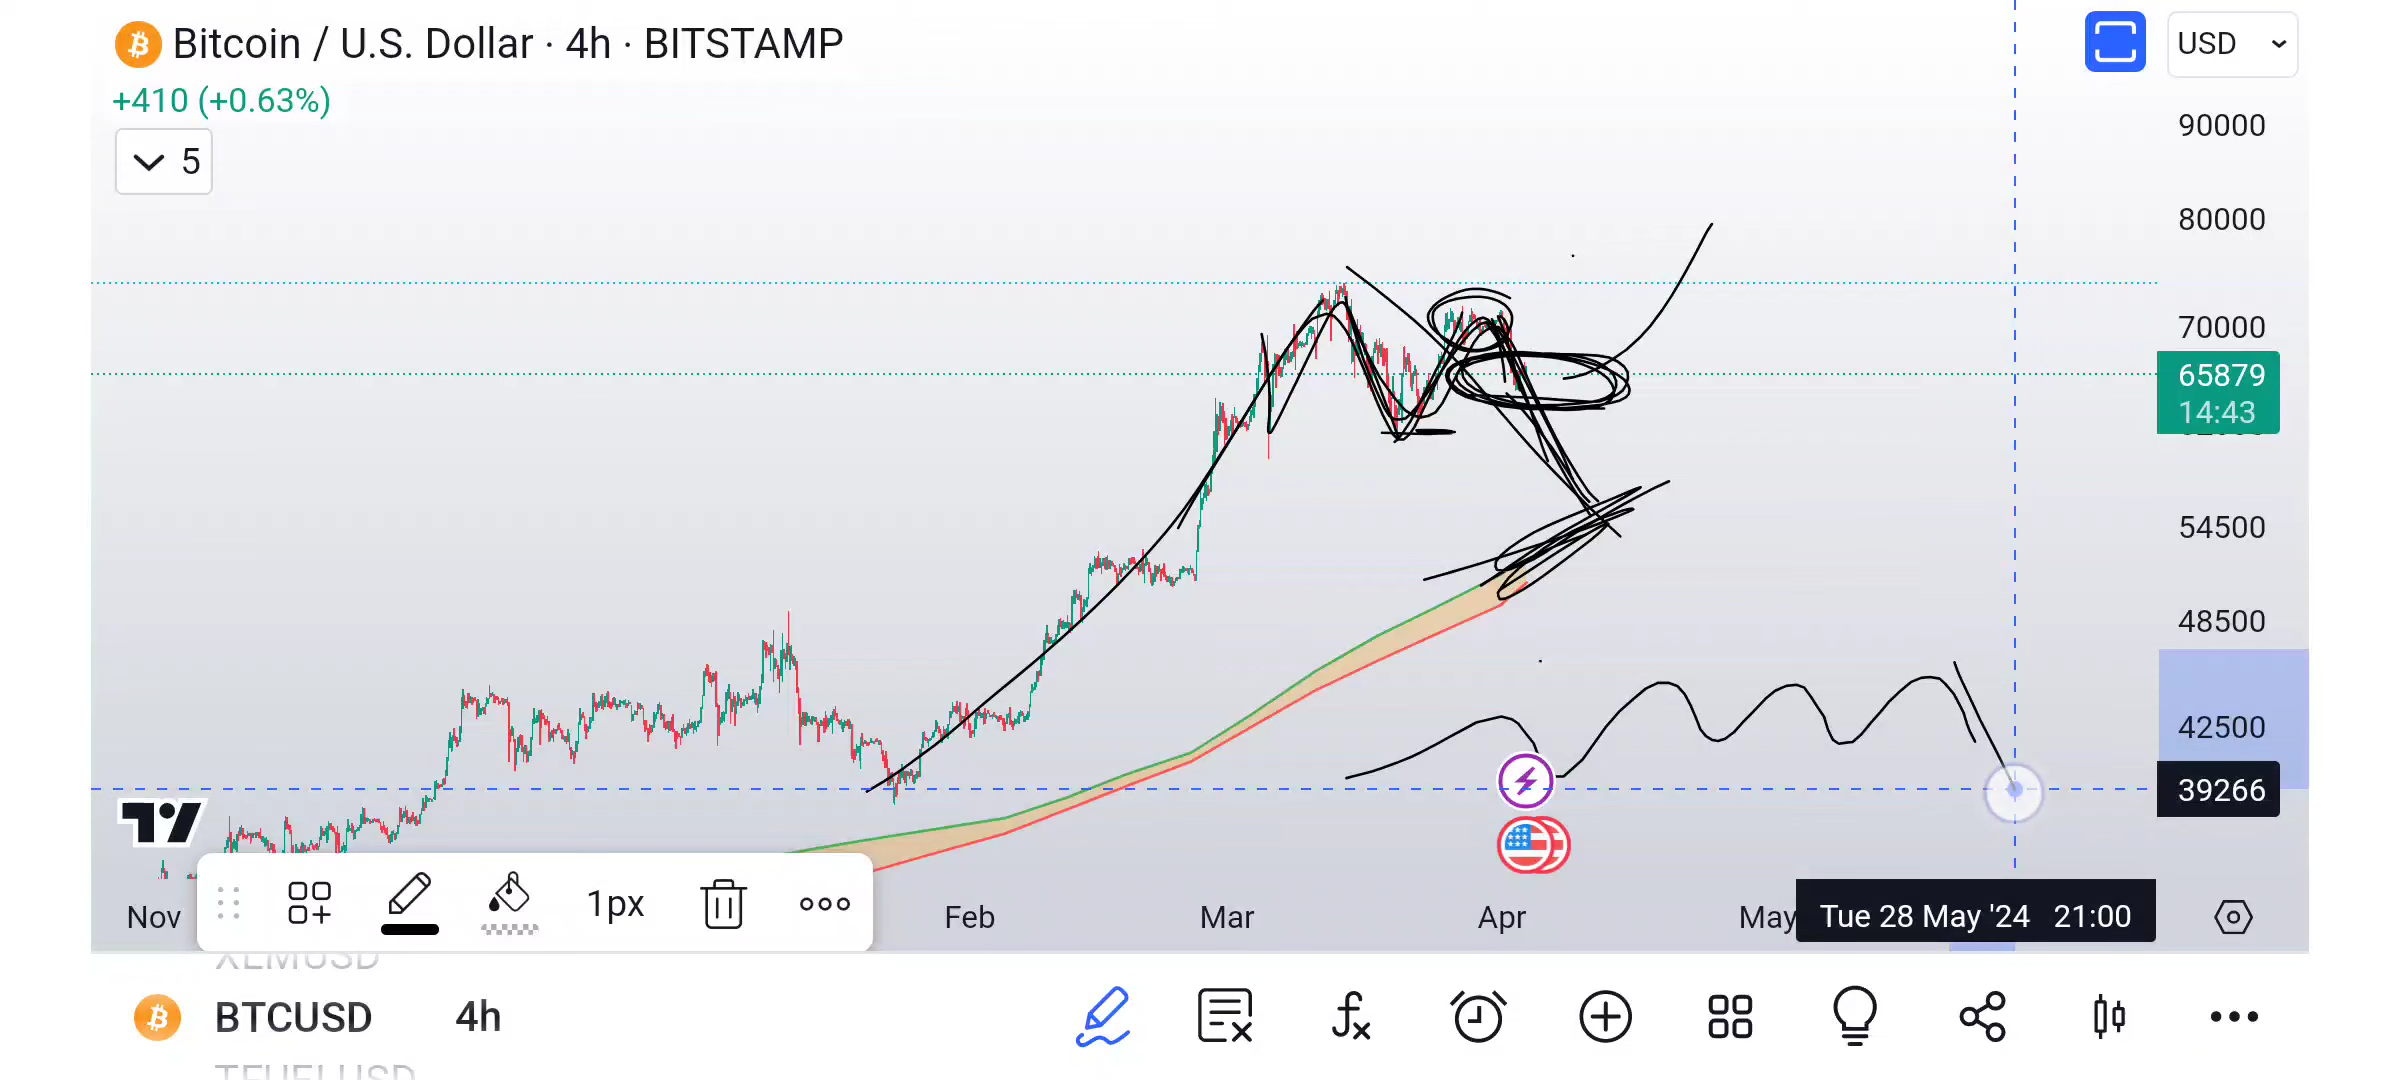 Bitcoin / U.S. Dollar · 4h · BITSTAMP
USD
+410 (+0.63%)
5
90000
80000
70000
65879
14:43
54500
48500
42500
39266
Nov
1px
Feb
Mar
Apr
May
Tue 28 May '24 21:00
XLMUSD
BTCUSD 4h